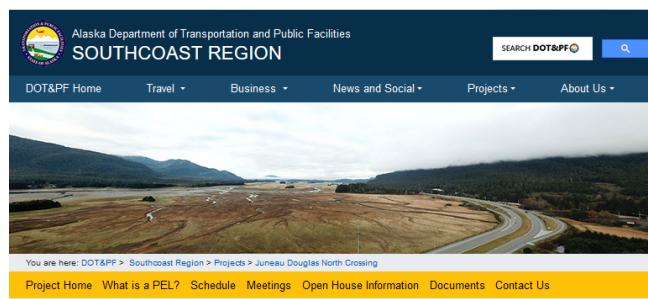 Alaska Department of Transportation and Public Facilities
SOUTHCOAST REGION
SEARCH DOT&PF
DOT&PF Home Travel Business News and Social Projects About Us
You are here: DOT&PF > Southcoast Region > Projects > Juneau Douglas North Crossing
Project Home What is a PEL? Schedule Meetings Open House Information Documents Contact Us